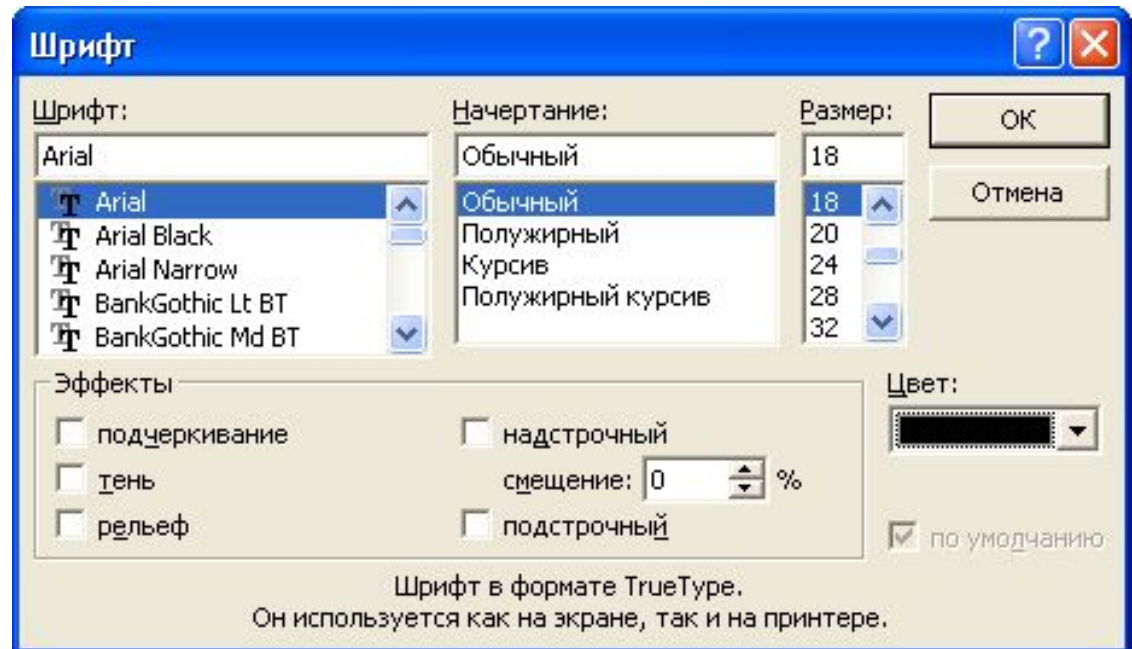 Шрифт
Шрифт:
Начертание:
Размер:
OK
Arial
Обычный
18
Отмена
Arial
Arial Black
Arial Narrow
BankGothic Lt BT
BankGothic Md BT
Обычный
Полужирный
Курсив
Полужирный курсив
18
20
24
28
32
Эффекты
Цвет:
подчеркивание
надстрочный
тень
смещение: 0 %
рельеф
подстрочный
по умолчанию
Шрифт в формате TrueType.
Он используется как на экране, так и на принтере.